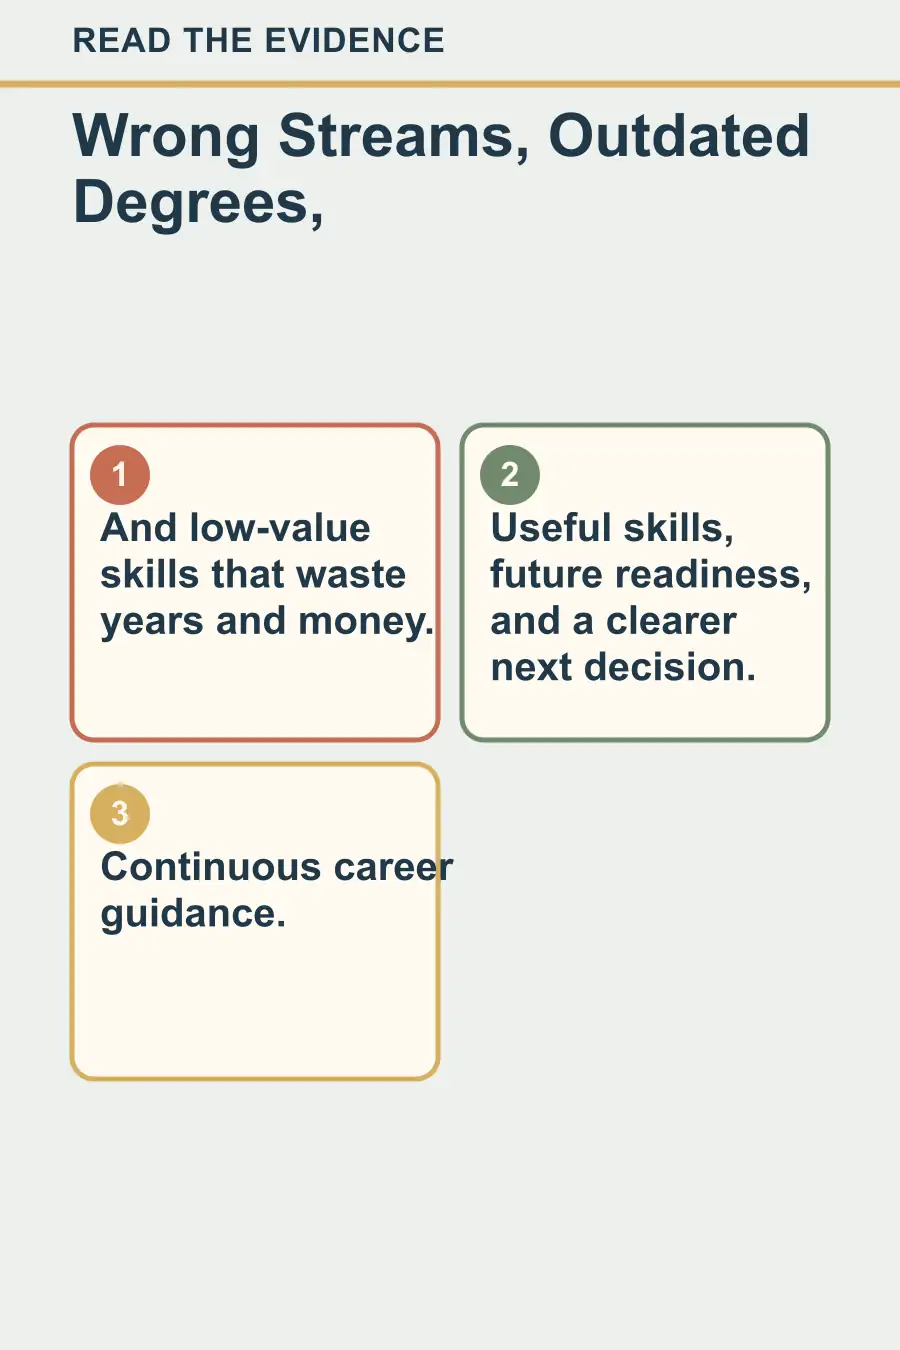 READ THE EVIDENCE
Wrong Streams, Outdated
Degrees,
1
And low-value
skills that waste
years and money.
2
Useful skills,
future readiness,
and a clearer
next decision.
3
Continuous career
guidance.